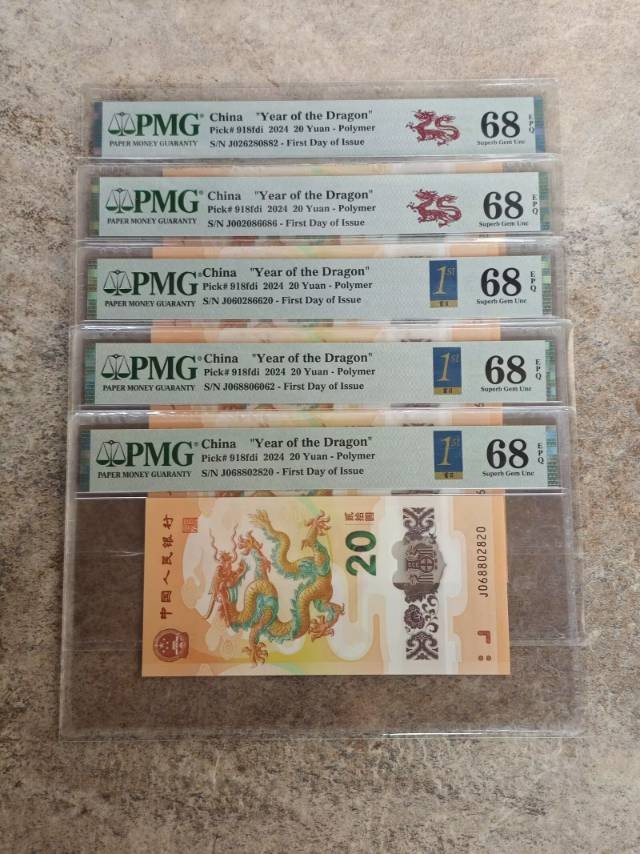 PMG
PAPER MONEY GUARANTY
China "Year of the Dragon"
Pick# 918fdi 2024 20 Yuan - Polymer
S/N J026280882 - First Day of Issue
68
EPQ
Superb Gem Unc
PMG
PAPER MONEY GUARANTY
China "Year of the Dragon"
Pick# 918fdi 2024 20 Yuan - Polymer
S/N J002086686 - First Day of Issue
68
EPQ
Superb Gem Unc
PMG
PAPER MONEY GUARANTY
China "Year of the Dragon"
Pick# 918fdi 2024 20 Yuan - Polymer
S/N J060286620 - First Day of Issue
1st
68
EPQ
Superb Gem Unc
PMG
PAPER MONEY GUARANTY
China "Year of the Dragon"
Pick# 918fdi 2024 20 Yuan - Polymer
S/N J068806062 - First Day of Issue
1st
68
EPQ
Superb Gem Unc
PMG
PAPER MONEY GUARANTY
China "Year of the Dragon"
Pick# 918fdi 2024 20 Yuan - Polymer
S/N J068802820 - First Day of Issue
1st
68
EPQ
Superb Gem Unc
中国人民银行
贰拾圆
20
J068802820